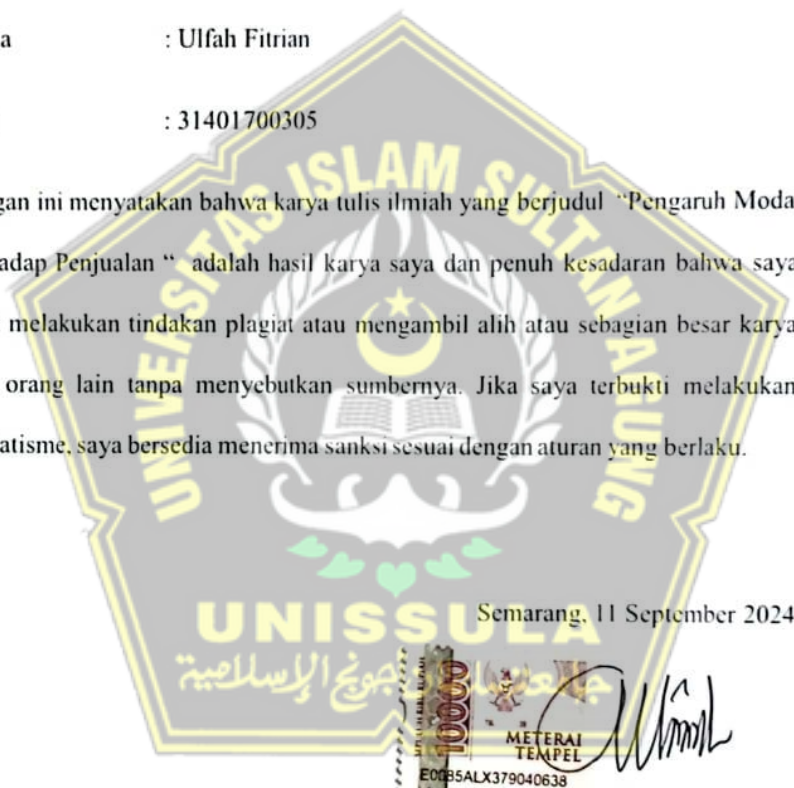 a : Ulfah Fitrian
: 31401700305
gan ini menyatakan bahwa karya tulis ilmiah yang berjudul “Pengaruh Moda
adap Penjualan “ adalah hasil karya saya dan penuh kesadaran bahwa saya
melakukan tindakan plagiat atau mengambil alih atau sebagian besar karya
orang lain tanpa menyebutkan sumbernya. Jika saya terbukti melakukan
atisme, saya bersedia menerima sanksi sesuai dengan aturan yang berlaku.
UNIVERSITAS ISLAM SULTAN AGUNG
Semarang, 11 September 2024
UNISSULA
10000
METERAI
TEMPEL
E0085ALX379040638